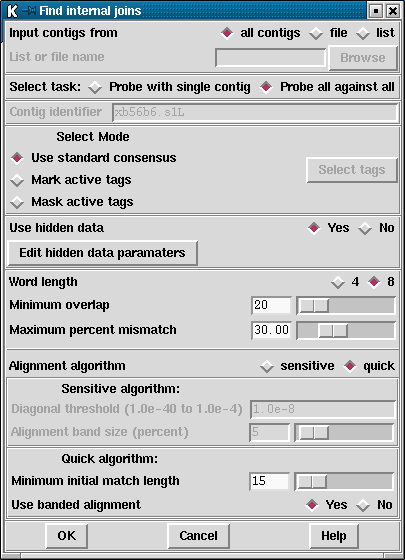 Find internal joins
Input contigs from all contigs file list
List or file name Browse
Select task: Probe with single contig Probe all against all
Contig identifier xb56b6.s1L
Select Mode
Use standard consensus
Mark active tags Select tags
Mask active tags
Use hidden data Yes No
Edit hidden data paramaters
Word length 4 8
Minimum overlap 20
Maximum percent mismatch 30.00
Alignment algorithm sensitive quick
Sensitive algorithm:
Diagonal threshold (1.0e-40 to 1.0e-4) 1.0e-8
Alignment band size (percent) 5
Quick algorithm:
Minimum initial match length 15
Use banded alignment Yes No
OK Cancel Help